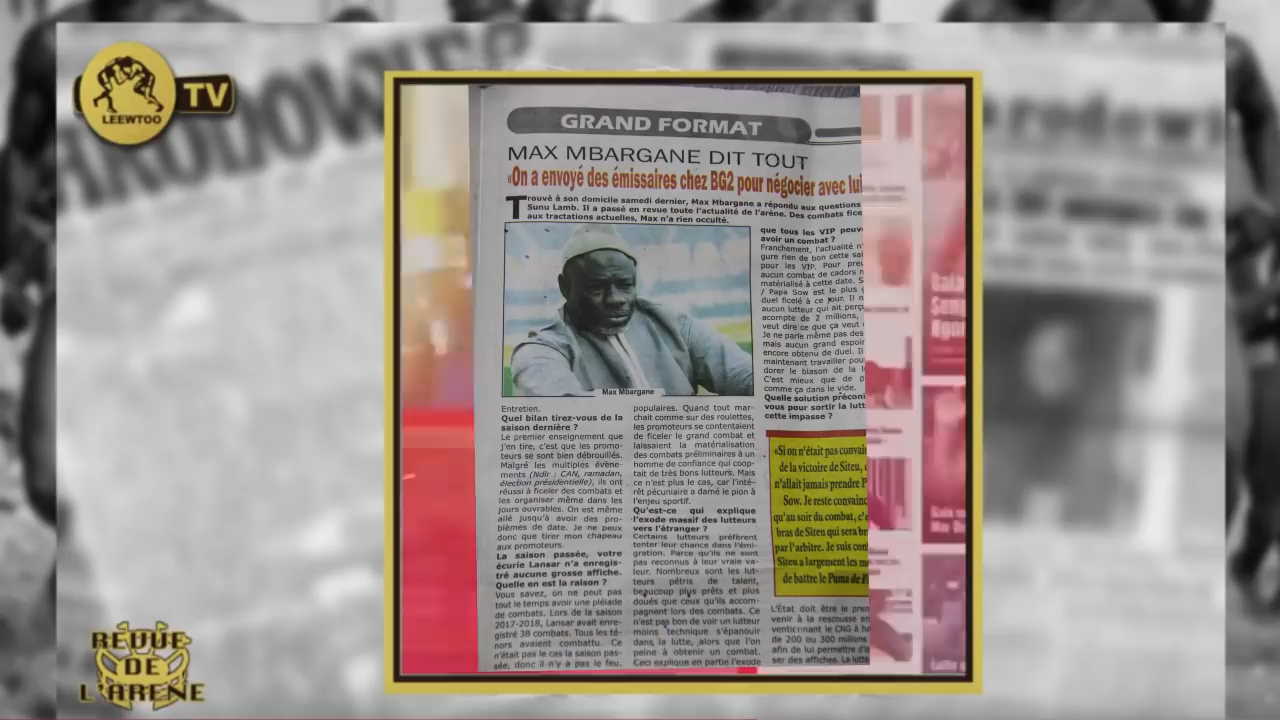 LEEWTOO
TV
GRAND FORMAT
MAX MBARGANE DIT TOUT
«On a envoyé des émissaires chez BG2 pour négocier avec lui
Trouvé à son domicile samedi dernier, Max Mbargane a répondu aux questions
Sunu Lamb. Il a passé en revue toute l'actualité de l'arène. Des combats fice
aux tractations actuelles, Max n'a rien occulté.
Max Mbargane
Entretien.
Quel bilan tirez-vous de la
saison dernière ?
Le premier enseignement que
j'en tire, c'est que les promo-
teurs se sont bien débrouillés.
Malgré les multiples évène-
ments (Ndlr : CAN, ramadan,
élection présidentielle), ils ont
réussi à ficeler des combats et
les organiser même dans les
jours ouvrables. On est même
allé jusqu'à avoir des pro-
blèmes de date. Je ne peux
donc que tirer mon chapeau
aux promoteurs.
La saison passée, votre
écurie Lansar n'a enregis-
tré aucune grosse affiche.
Quelle en est la raison ?
Vous savez, on ne peut pas
tout le temps avoir une pléiade
de combats. Lors de la saison
2017-2018, Lansar avait enre-
gistré 38 combats. Tous les té-
nors avaient combattu. Ce
n'était pas le cas la saison pas-
sée, donc il n'y a pas le feu.
populaires. Quand tout mar-
chait comme sur des roulettes,
les promoteurs se contentaient
de ficeler le grand combat et
laissaient la matérialisation
des combats préliminaires à un
homme de confiance qui coop-
tait de très bons lutteurs. Mais
ce n'est plus le cas, car l'inté-
rêt pécuniaire a damé le pion à
l'enjeu sportif.
Qu'est-ce qui explique
l'exode massif des lutteurs
vers l'étranger ?
Certains lutteurs préfèrent
tenter leur chance dans l'émi-
gration. Parce qu'ils ne sont
pas reconnus à leur vraie va-
leur. Nombreux sont les lut-
teurs pétris de talent,
beaucoup plus prêts et plus
doués que ceux qu'ils accom-
pagnent lors des combats. Ce
n'est pas bon de voir un lutteur
moins technique s'épanouir
dans la lutte, alors que l'on
peine à obtenir un combat.
Ceci explique en partie l'exode
que tous les VIP peuv
avoir un combat ?
Franchement, l'actualité n'
gure rien de bon cette sai
pour les VIP. Pour preu
aucun combat de cadors n
matérialisé à cette date. S
/ Papa Sow est le plus g
duel ficelé à ce jour. Il n
aucun lutteur qui ait perç
acompte de 2 millions,
veut dire ce que ça veut
Je ne parle même pas des
mais aucun grand espoir
encore obtenu de duel. Il
maintenant travailler pou
dorer le blason de la l
C'est mieux que de p
comme ça dans le vide.
Quelle solution préconi
vous pour sortir la lutt
cette impasse ?
«Si on n'était pas convai
de la victoire de Siteu,
n'allait jamais prendre P
Sow. Je reste convainc
qu'au soir du combat, c'e
bras de Siteu qui sera br
par l'arbitre. Je suis con
Siteu a largement les m
de battre le Puma de F
L'État doit être le pren
venir à la rescousse en
ventionnant le CNG à ha
de 200 ou 300 millions
afin de lui permettre d'
ser des affiches. La lutte
REVUE
DE
L'ARENE